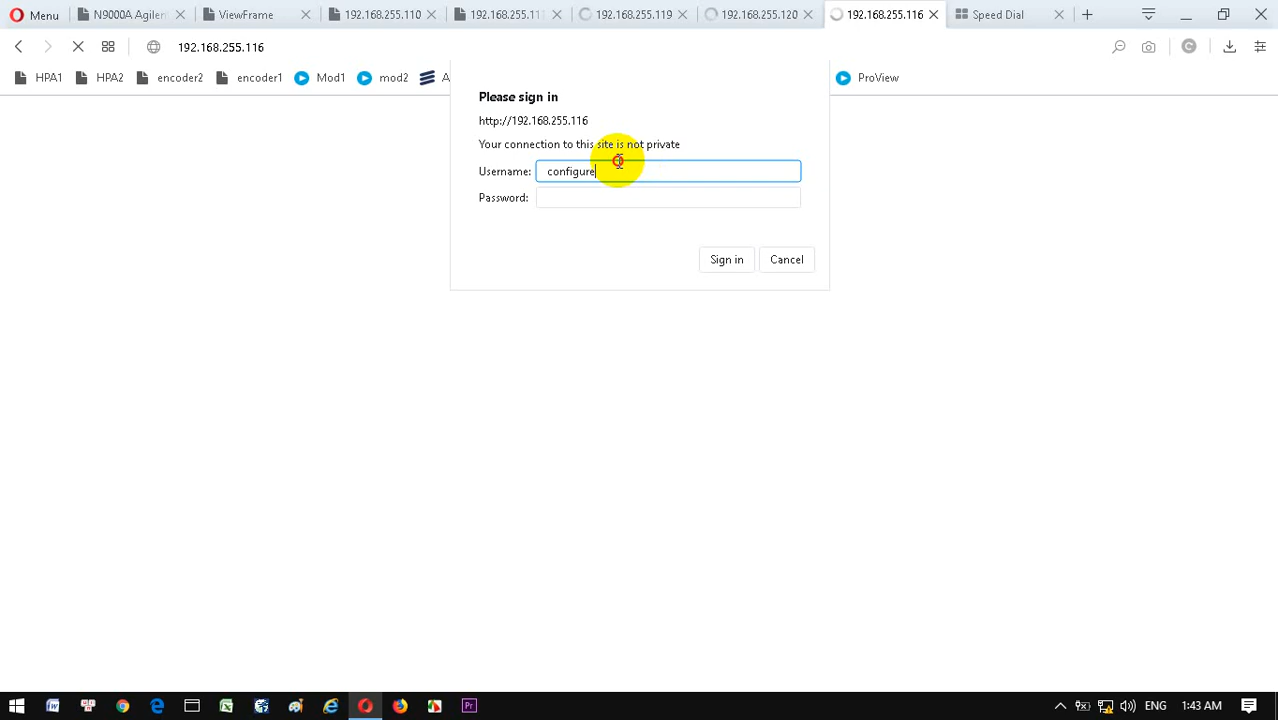 Menu
N9000A Agilen
ViewFrame
192.168.255.110
192.168.255.11
192.168.255.119
192.168.255.120
192.168.255.116
Speed Dial
192.168.255.116
HPA1
HPA2
encoder2
encoder1
Mod1
mod2
A
ProView
Please sign in
http://192.168.255.116
Your connection to this site is not private
Username: configure
Password:
Sign in
Cancel
Pr
ENG
1:43 AM